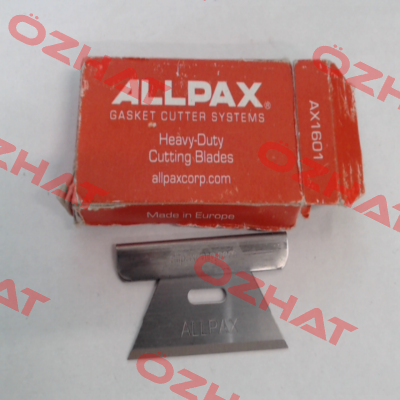 ALLPAX®
GASKET CUTTER SYSTEMS
Heavy-Duty
Cutting Blades
allpaxcorp.com
Made in Europe
AX1601
ALLPAX
ÖZHAT
ÖZHAT
ÖZHAT
ÖZHAT
ÖZHAT
ÖZHAT